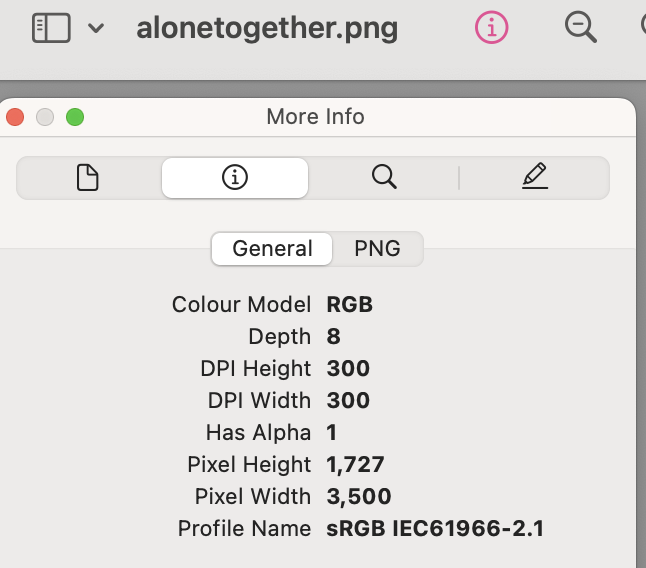 alonetogether.png
More Info
General PNG
Colour Model RGB
Depth 8
DPI Height 300
DPI Width 300
Has Alpha 1
Pixel Height 1,727
Pixel Width 3,500
Profile Name sRGB IEC61966-2.1